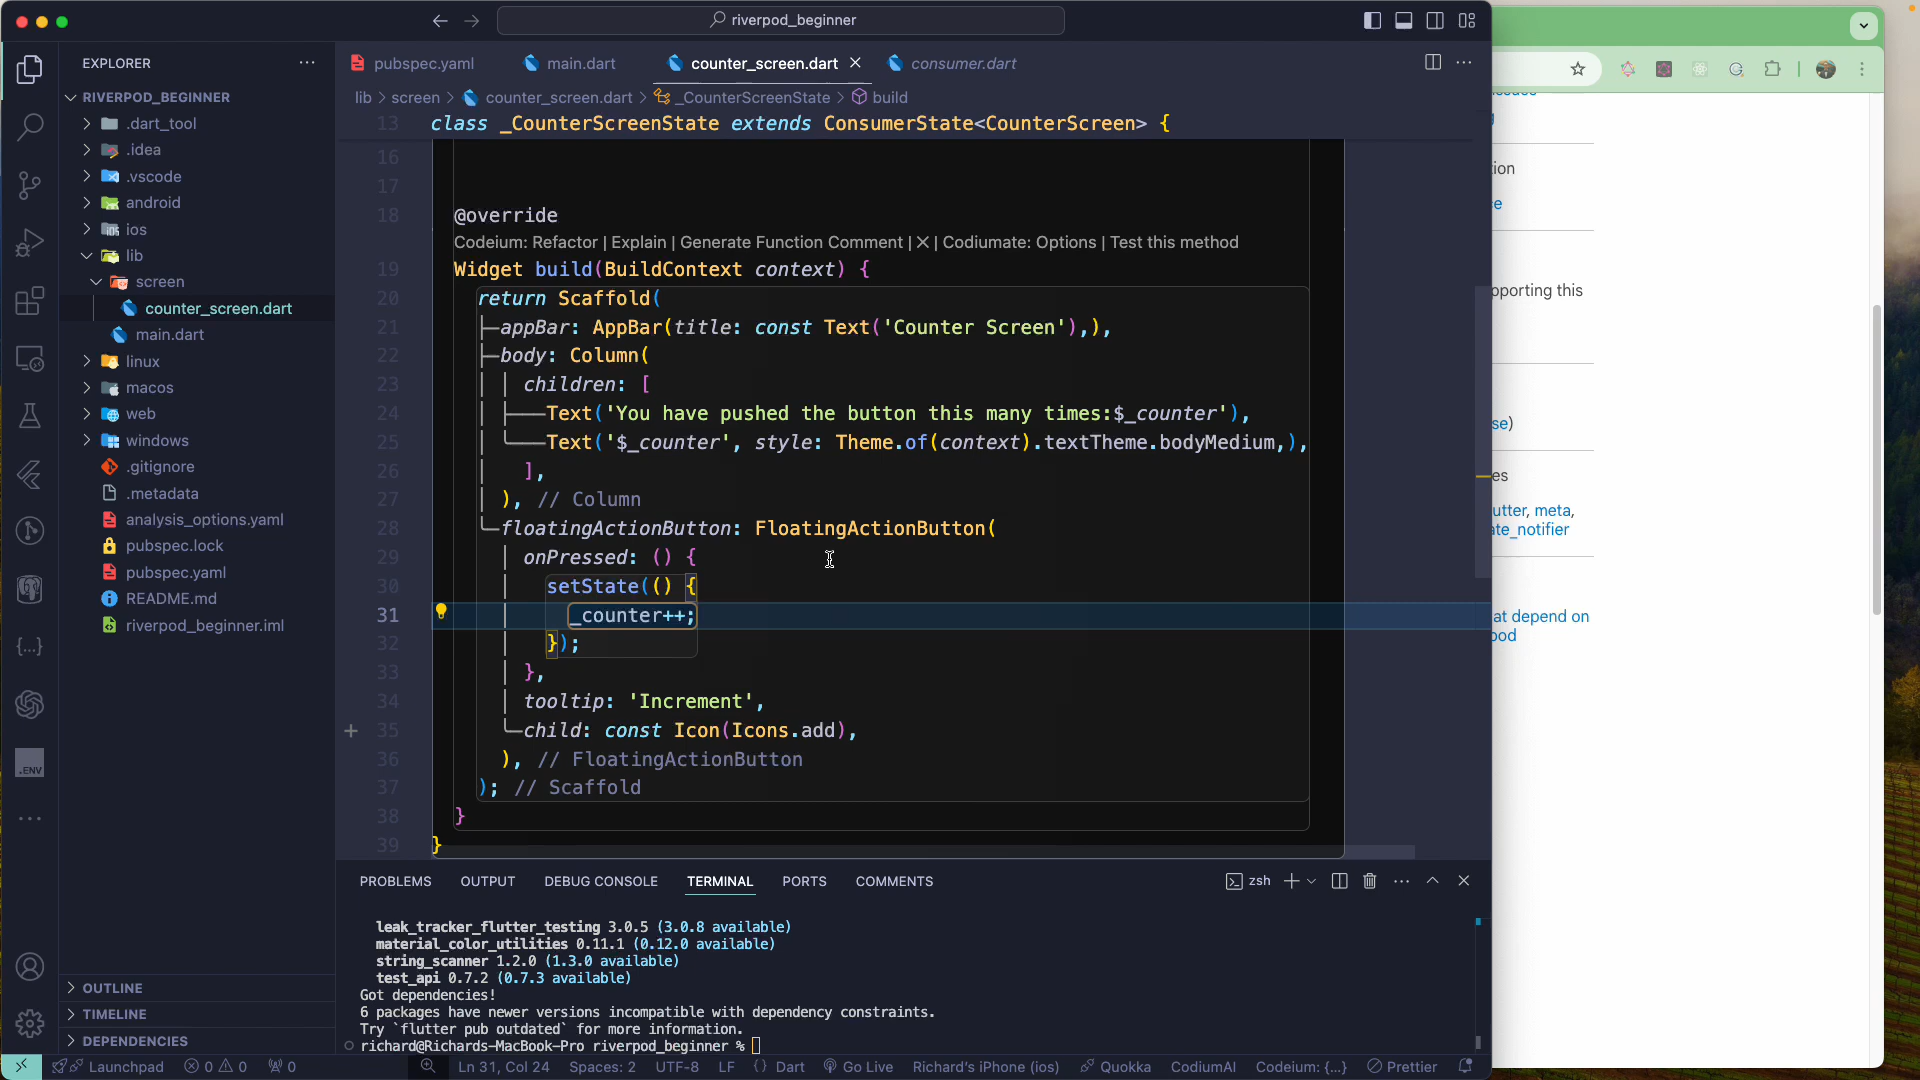 riverpod_beginner
EXPLORER
RIVERPOD_BEGINNER
.dart_tool
.idea
.vscode
android
ios
lib
screen
counter_screen.dart
main.dart
linux
macos
web
windows
.gitignore
.metadata
analysis_options.yaml
pubspec.lock
pubspec.yaml
README.md
riverpod_beginner.iml
OUTLINE
TIMELINE
DEPENDENCIES
.ENV
pubspec.yaml main.dart counter_screen.dart consumer.dart
lib > screen > counter_screen.dart > _CounterScreenState > build
13 class _CounterScreenState extends ConsumerState<CounterScreen> {
16
17
18 @override
Codeium: Refactor | Explain | Generate Function Comment | X | Codiumate: Options | Test this method
19 Widget build(BuildContext context) {
20 return Scaffold(
21 appBar: AppBar(title: const Text('Counter Screen'),),
22 body: Column(
23 children: [
24 Text('You have pushed the button this many times:$_counter'),
25 Text('$_counter', style: Theme.of(context).textTheme.bodyMedium,),
26 ],
27 ), // Column
28 floatingActionButton: FloatingActionButton(
29 onPressed: () {
30 setState(() {
31 _counter++;
32 });
33 },
34 tooltip: 'Increment',
35 child: const Icon(Icons.add),
36 ), // FloatingActionButton
37 ); // Scaffold
38 }
39 }
PROBLEMS OUTPUT DEBUG CONSOLE TERMINAL PORTS COMMENTS
zsh
leak_tracker_flutter_testing 3.0.5 (3.0.8 available)
material_color_utilities 0.11.1 (0.12.0 available)
string_scanner 1.2.0 (1.3.0 available)
test_api 0.7.2 (0.7.3 available)
Got dependencies!
6 packages have newer versions incompatible with dependency constraints.
Try `flutter pub outdated` for more information.
richard@Richards-MacBook-Pro riverpod_beginner %
Launchpad 0 0 0 Ln 31, Col 24 Spaces: 2 UTF-8 LF {} Dart Go Live Richard's iPhone (ios) Quokka CodiumAI Codeium: {...} Prettier
tion
ce
pporting this
se)
es
utter, meta,
ate_notifier
at depend on
pod